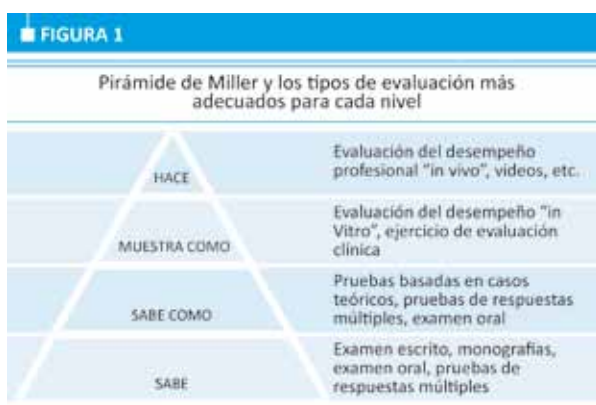 FIGURA 1
Pirámide de Miller y los tipos de evaluación más
adecuados para cada nivel
HACE
Evaluación del desempeño
profesional "in vivo", videos, etc.
MUESTRA COMO
Evaluación del desempeño "in
Vitro", ejercicio de evaluación
clínica
SABE COMO
Pruebas basadas en casos
teóricos, pruebas de respuestas
múltiples, examen oral
SABE
Examen escrito, monografias,
examen oral, pruebas de
respuestas múltiples